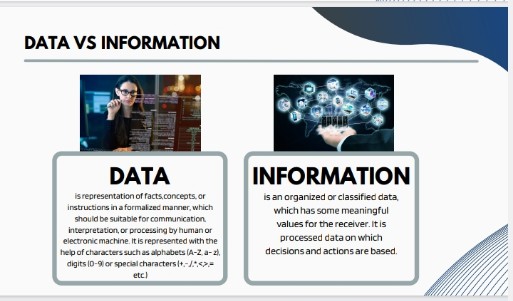 DATA VS INFORMATION
DATA
is representation of facts,concepts, or
instructions in a formalized manner, which
should be suitable for communication,
interpretation, or processing by human or
electronic machine. It is represented with the
help of characters such as alphabets (A-Z, a- z),
digits (0-9) or special characters (+,-,/,*,<,>,=
etc.)
INFORMATION
is an organized or classified data,
which has some meaningful
values for the receiver. It is
processed data on which
decisions and actions are based.